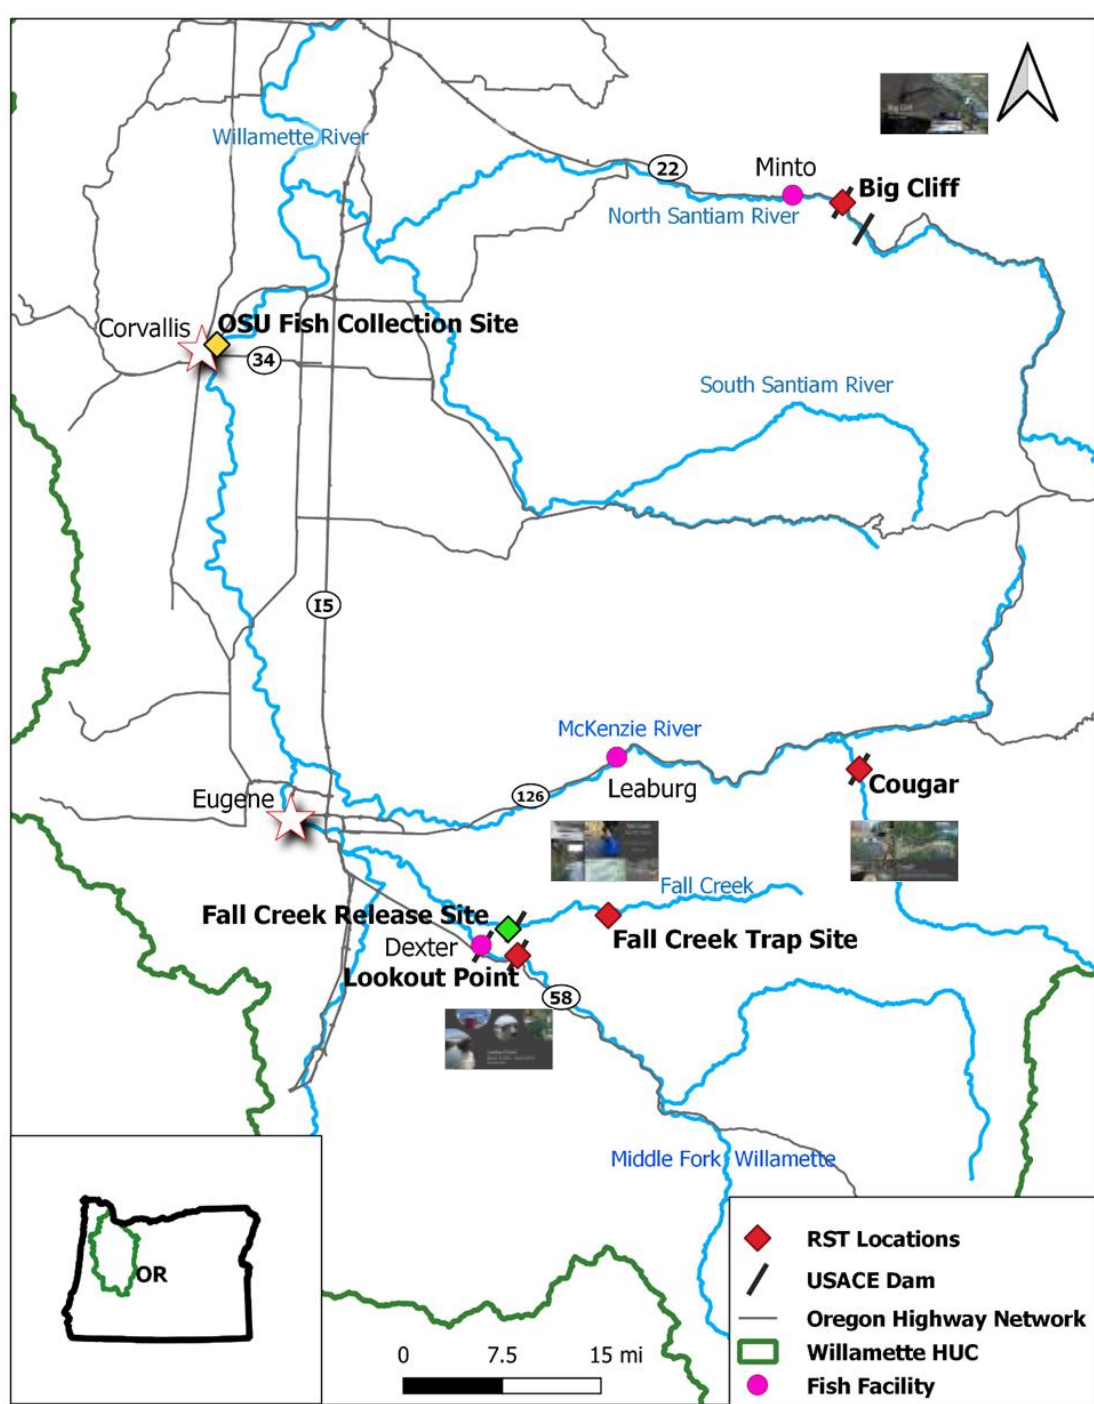 Willamette River
22
Minto
Big Cliff
North Santiam River
Corvallis
OSU Fish Collection Site
34
South Santiam River
I5
McKenzie River
Leaburg
Cougar
126
Eugene
Fall Creek
Fall Creek Release Site
Fall Creek Trap Site
Dexter
Lookout Point
58
Middle Fork Willamette
OR
0 7.5 15 mi
RST Locations
USACE Dam
Oregon Highway Network
Willamette HUC
Fish Facility